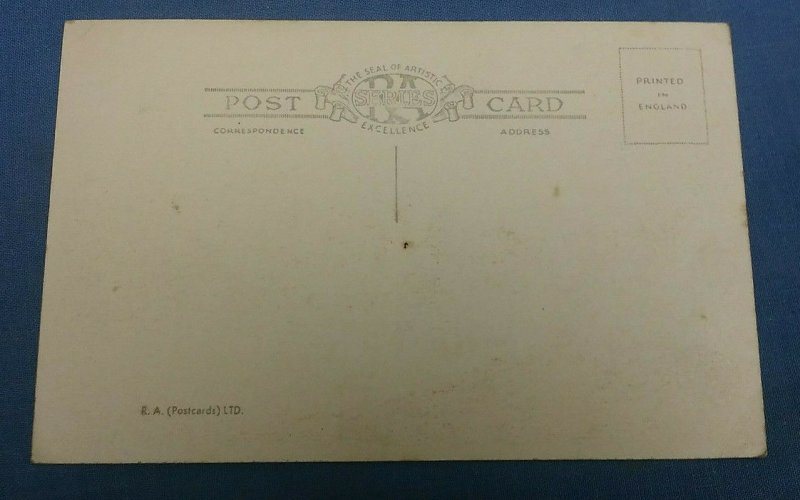 THE SEAL OF ARTISTIC
POST RA SERIES CARD
EXCELLENCE
CORRESPONDENCE ADDRESS
PRINTED
IN
ENGLAND
R. A. (Postcards) LTD.